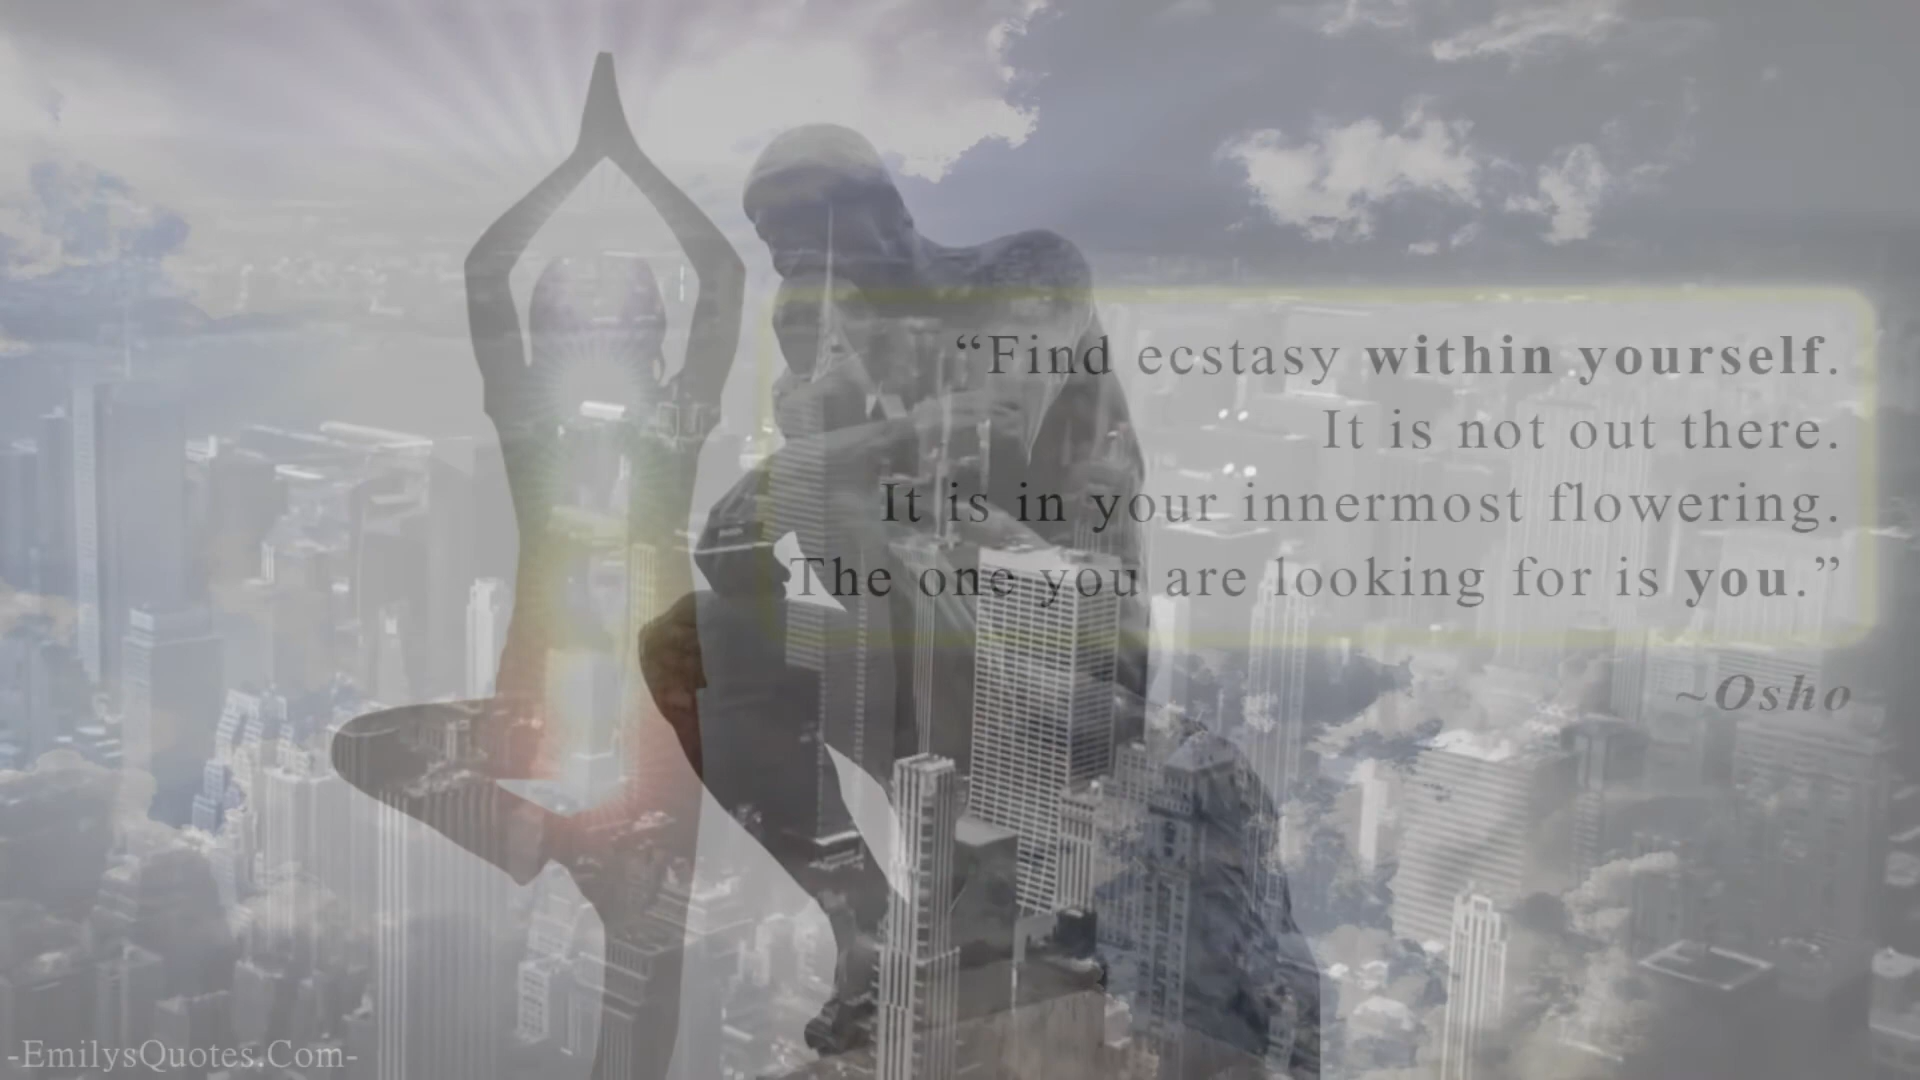 “Find ecstasy within yourself.
It is not out there.
It is in your innermost flowering.
The one you are looking for is you.”
~Osho
-EmilysQuotes.Com-